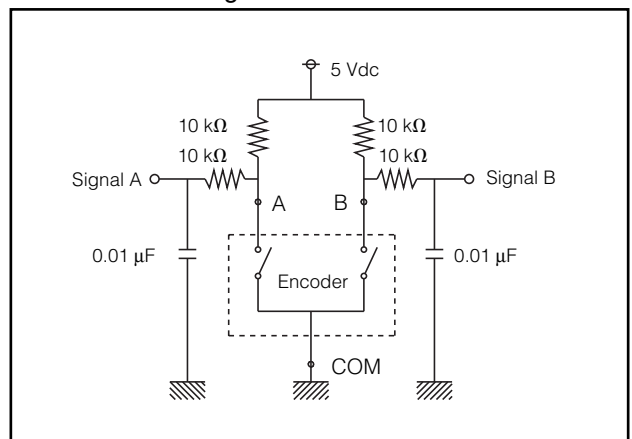 5 Vdc
10 kΩ 10 kΩ
10 kΩ 10 kΩ
Signal A Signal B
A B
0.01 µF 0.01 µF
Encoder
COM